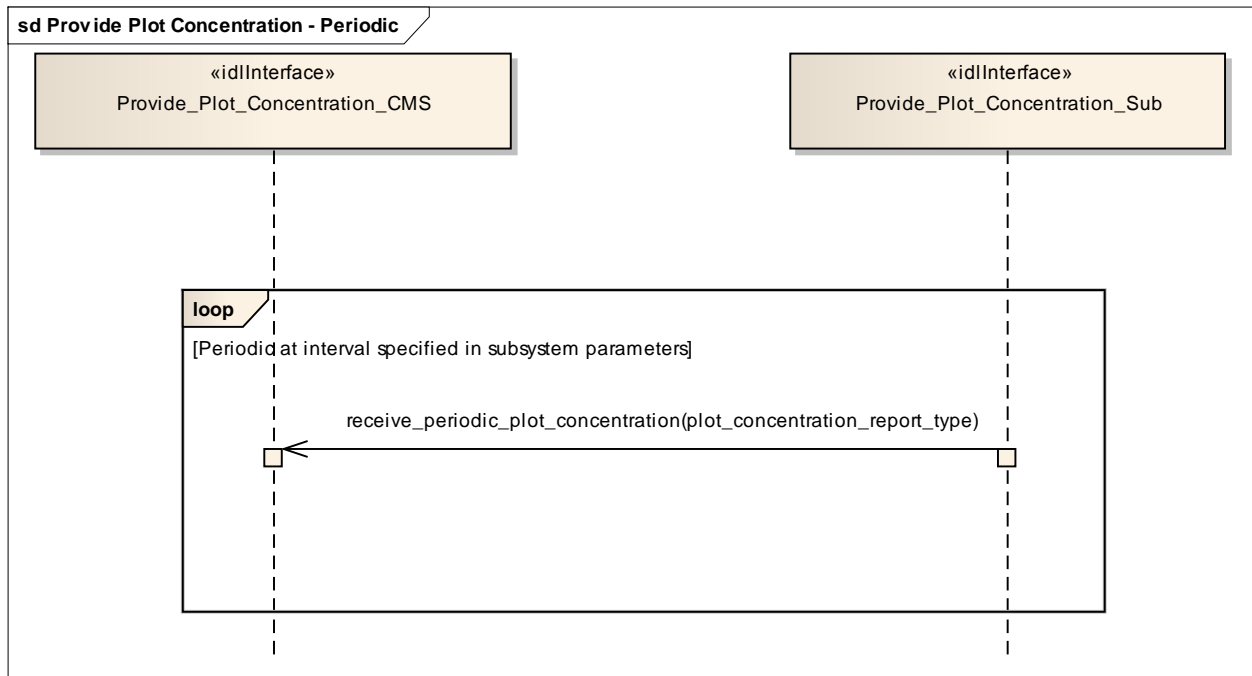 sd Provide Plot Concentration - Periodic
«idlInterface»
Provide_Plot_Concentration_CMS
«idlInterface»
Provide_Plot_Concentration_Sub
loop
[Periodic at interval specified in subsystem parameters]
receive_periodic_plot_concentration(plot_concentration_report_type)